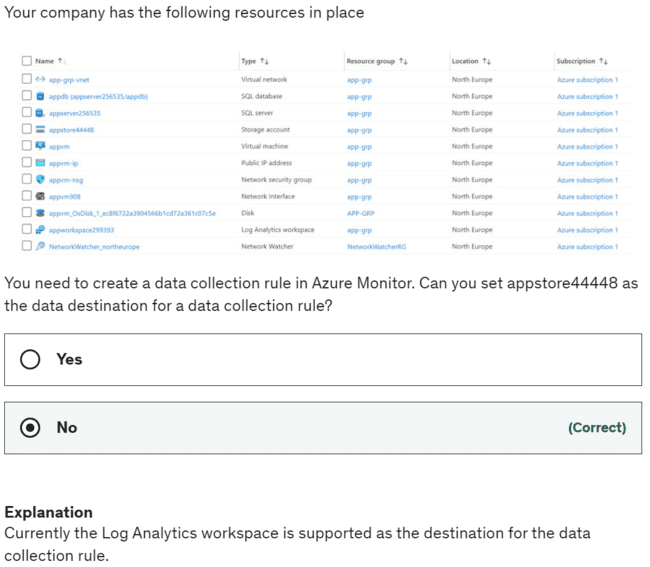 Your company has the following resources in place
Name ↑ Type ↑↓ Resource group ↑↓ Location ↑↓ Subscription ↑↓
app-grp-vnet Virtual network app-grp North Europe Azure subscription 1
appdb (appserver256535/appdb) SQL database app-grp North Europe Azure subscription 1
appserver256535 SQL server app-grp North Europe Azure subscription 1
appstore44448 Storage account app-grp North Europe Azure subscription 1
appvm Virtual machine app-grp North Europe Azure subscription 1
appvm-ip Public IP address app-grp North Europe Azure subscription 1
appvm-nsg Network security group app-grp North Europe Azure subscription 1
appvm908 Network Interface app-grp North Europe Azure subscription 1
Disk APP-GRP North Europe Azure subscription 1
appworkspace299393 Log Analytics workspace app-grp North Europe Azure subscription 1
NetworkWatcher_northeurope Network Watcher NetworkWatcherRG North Europe Azure subscription 1
You need to create a data collection rule in Azure Monitor. Can you set appstore44448 as
the data destination for a data collection rule?
Yes
No (Correct)
Explanation
Currently the Log Analytics workspace is supported as the destination for the data
collection rule.